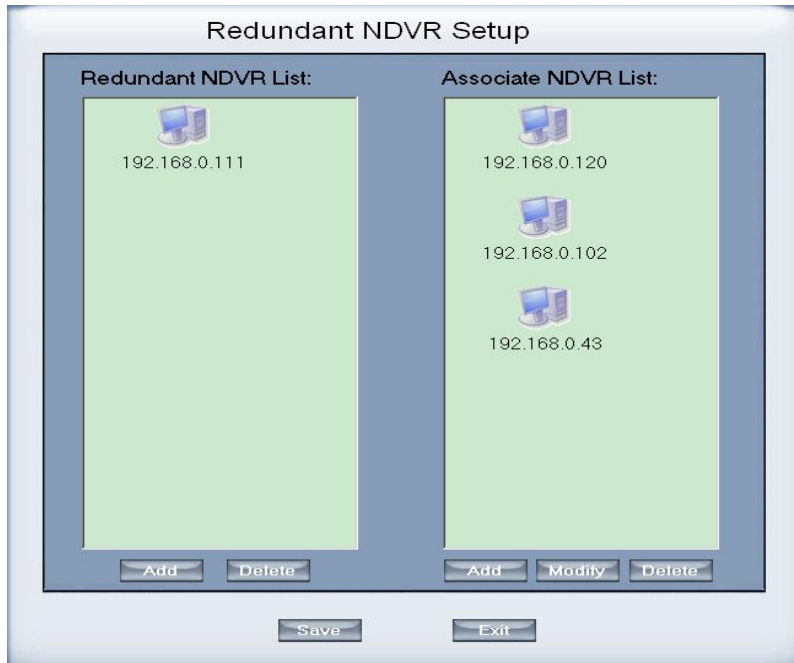 Redundant NDVR Setup
Redundant NDVR List:
192.168.0.111
Add Delete
Associate NDVR List:
192.168.0.120
192.168.0.102
192.168.0.43
Add Modify Delete
Save Exit